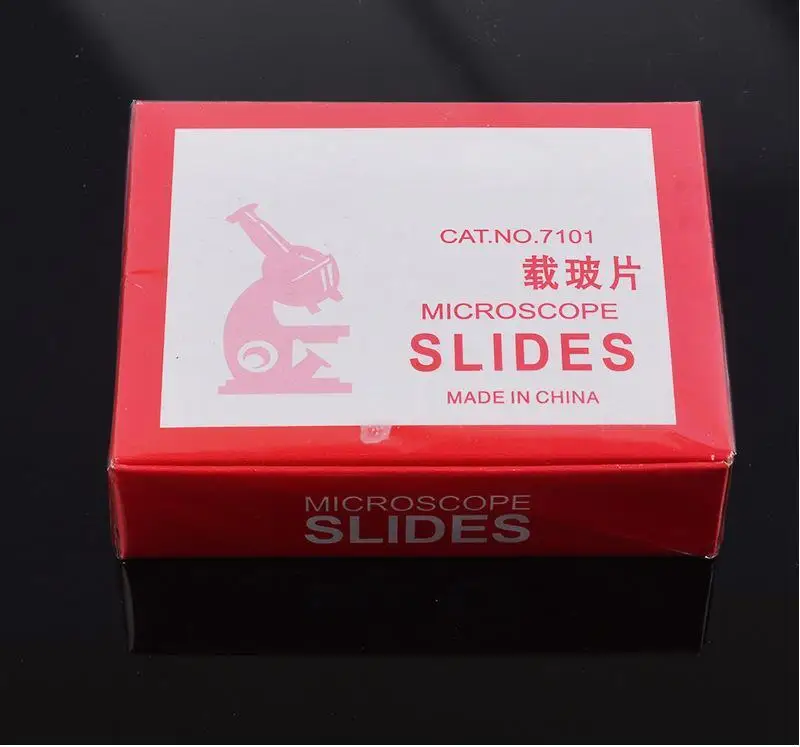 CAT.NO.7101
载玻片
MICROSCOPE
SLIDES
MADE IN CHINA
MICROSCOPE
SLIDES